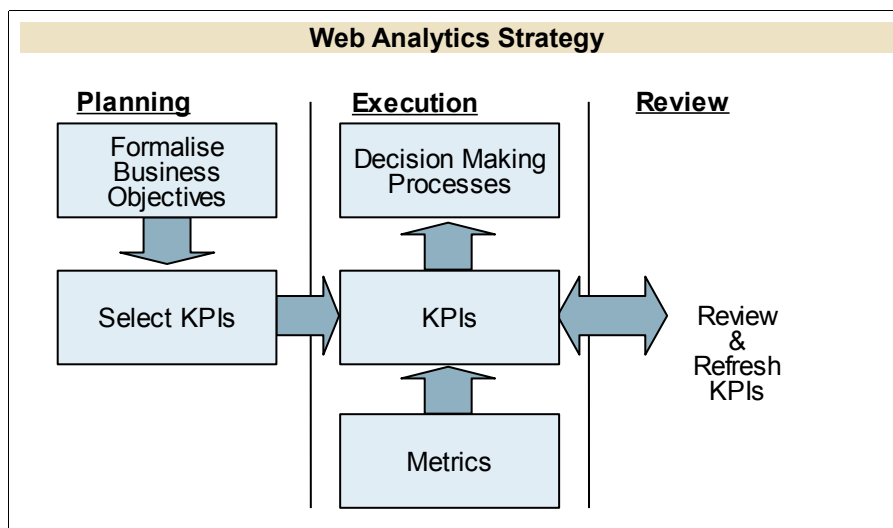 Web Analytics Strategy
Planning
Formalise
Business
Objectives
Select KPIs
Execution
Decision Making
Processes
KPIs
Metrics
Review
Review
&
Refresh
KPIs